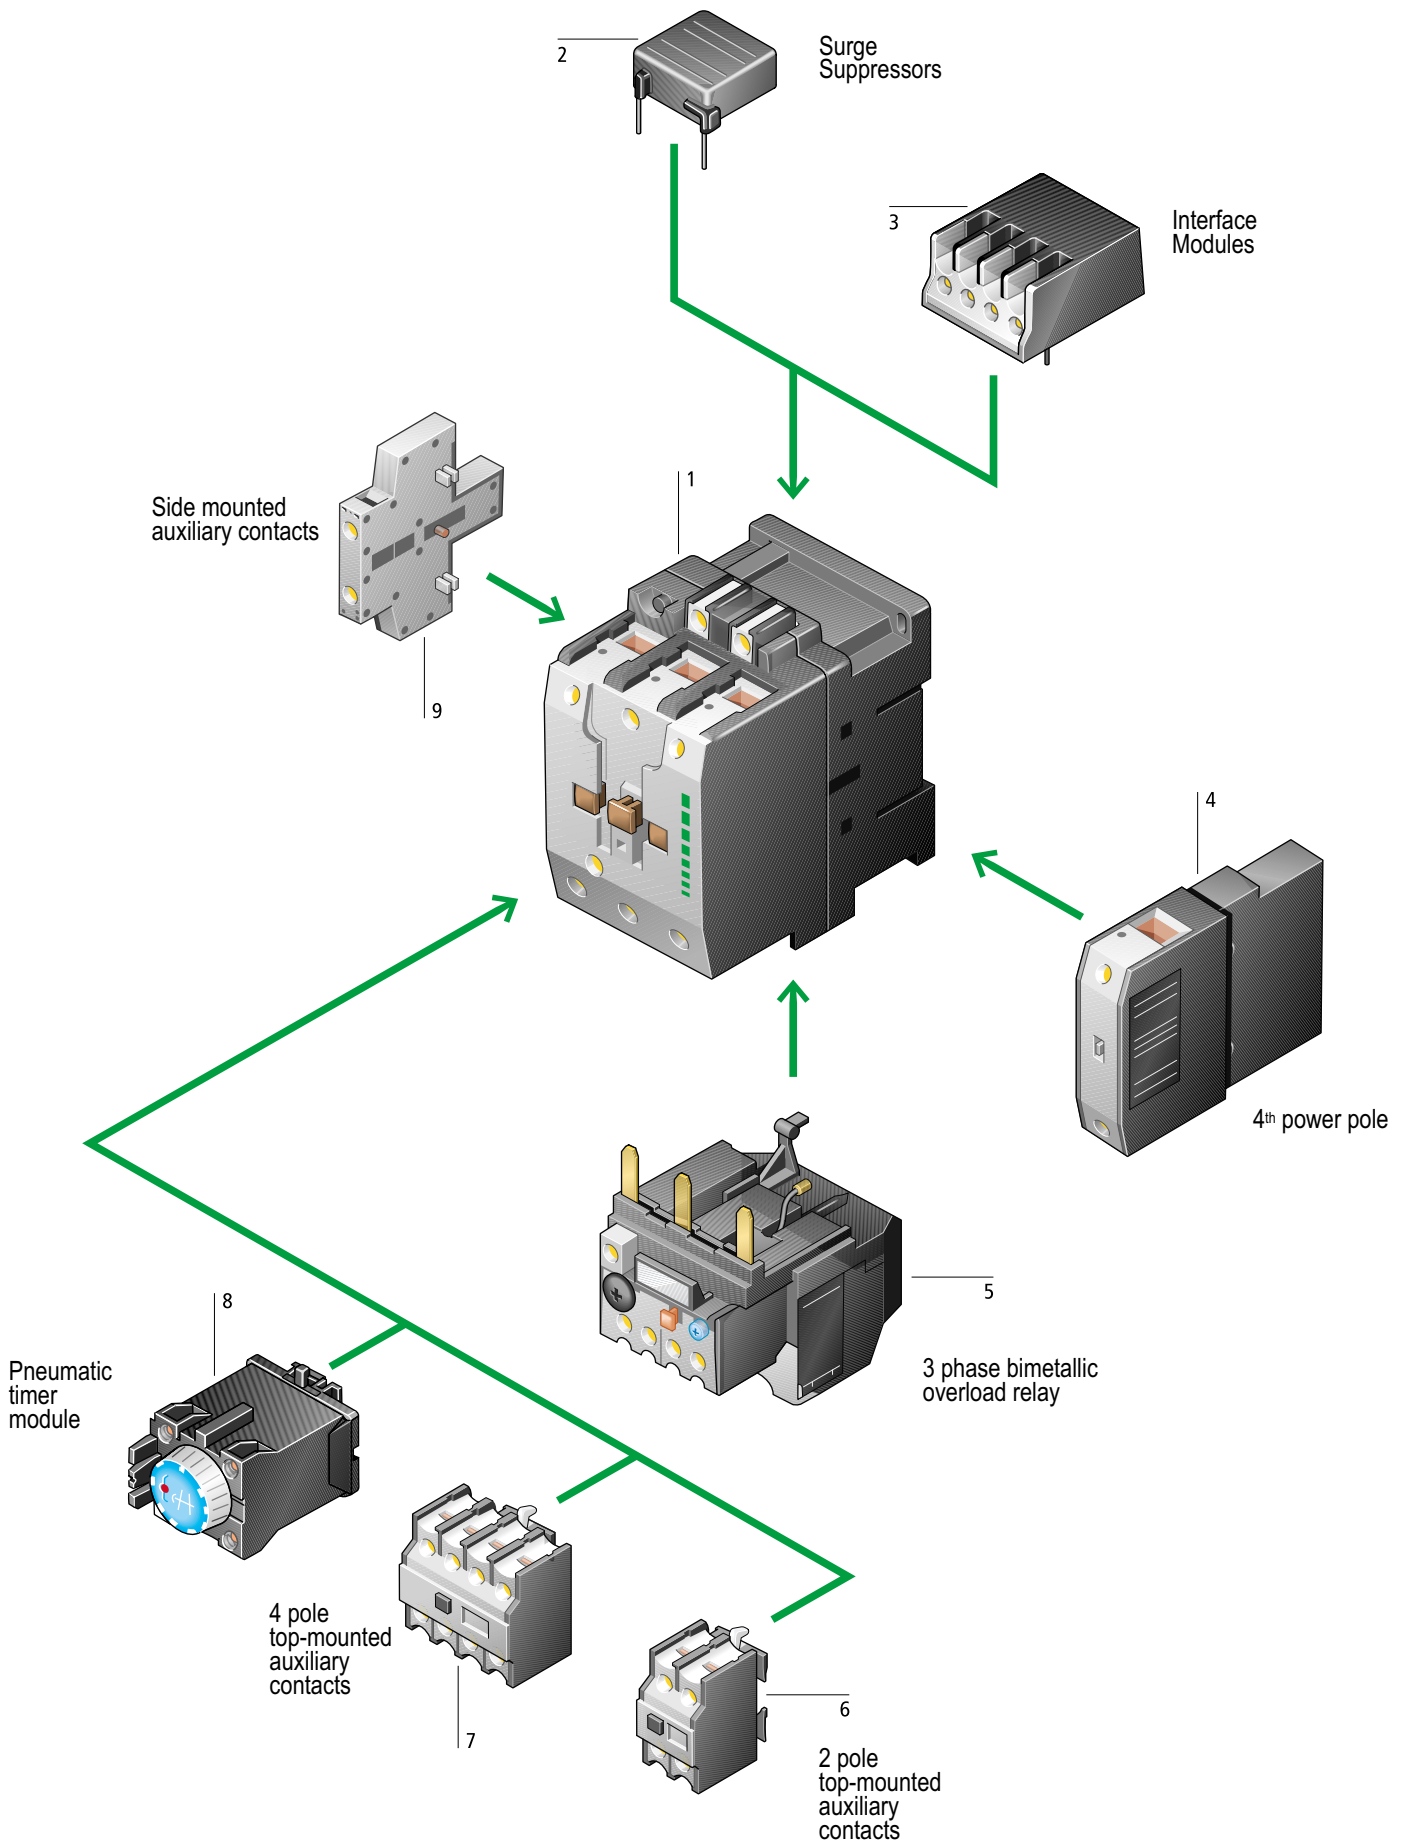 2
Surge
Suppressors
3
Interface
Modules
1
Side mounted
auxiliary contacts
9
4
4th power pole
5
3 phase bimetallic
overload relay
8
Pneumatic
timer
module
4 pole
top-mounted
auxiliary
contacts
7
6
2 pole
top-mounted
auxiliary
contacts